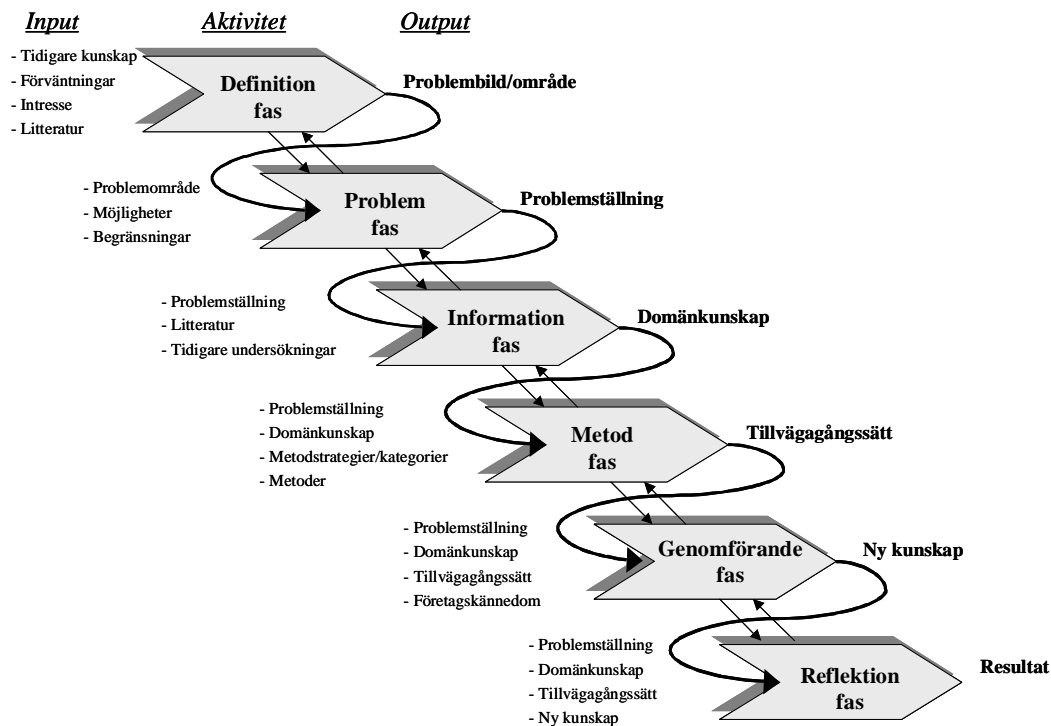 Input
Aktivitet
Output
- Tidigare kunskap
- Förväntningar
- Intresse
- Litteratur
Definition
fas
Problembild/område
- Problemområde
- Möjligheter
- Begränsningar
Problem
fas
Problemställning
- Problemställning
- Litteratur
- Tidigare undersökningar
Information
fas
Domänkunskap
- Problemställning
- Domänkunskap
- Metodstrategier/kategorier
- Metoder
Metod
fas
Tillvägagångssätt
- Problemställning
- Domänkunskap
- Tillvägagångssätt
- Företagskännedom
Genomförande
fas
Ny kunskap
- Problemställning
- Domänkunskap
- Tillvägagångssätt
- Ny kunskap
Reflektion
fas
Resultat